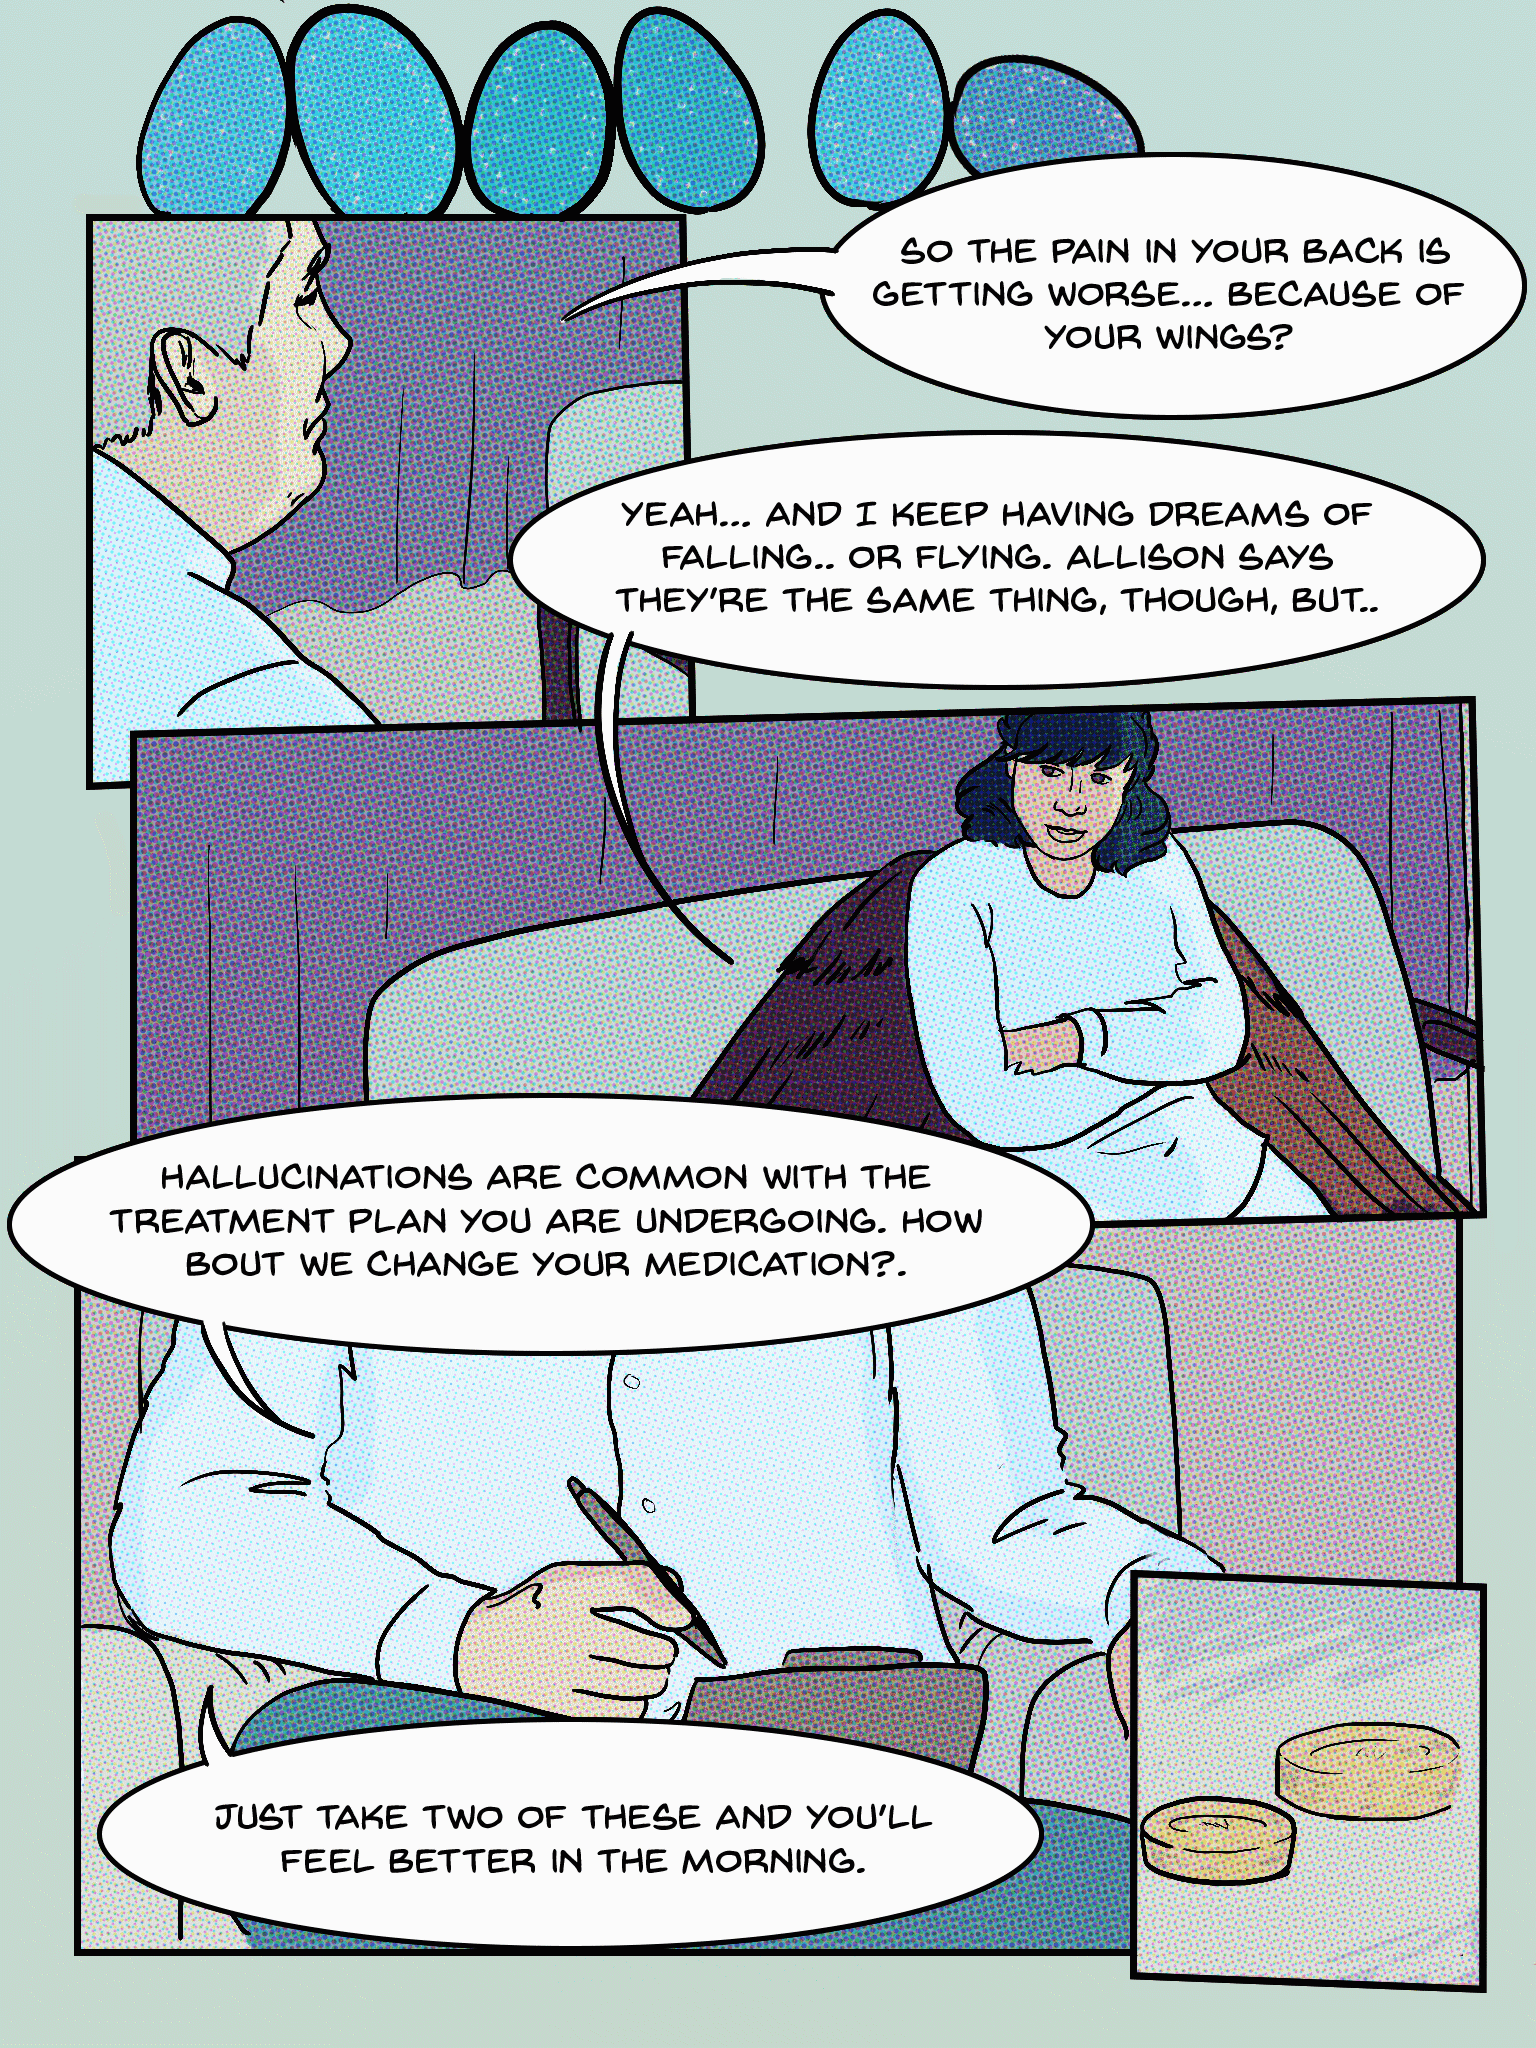 SO THE PAIN IN YOUR BACK IS
GETTING WORSE... BECAUSE OF
YOUR WINGS?
YEAH... AND I KEEP HAVING DREAMS OF
FALLING.. OR FLYING. ALLISON SAYS
THEY'RE THE SAME THING, THOUGH, BUT..
HALLUCINATIONS ARE COMMON WITH THE
TREATMENT PLAN YOU ARE UNDERGOING. HOW
BOUT WE CHANGE YOUR MEDICATION?.
JUST TAKE TWO OF THESE AND YOU'LL
FEEL BETTER IN THE MORNING.